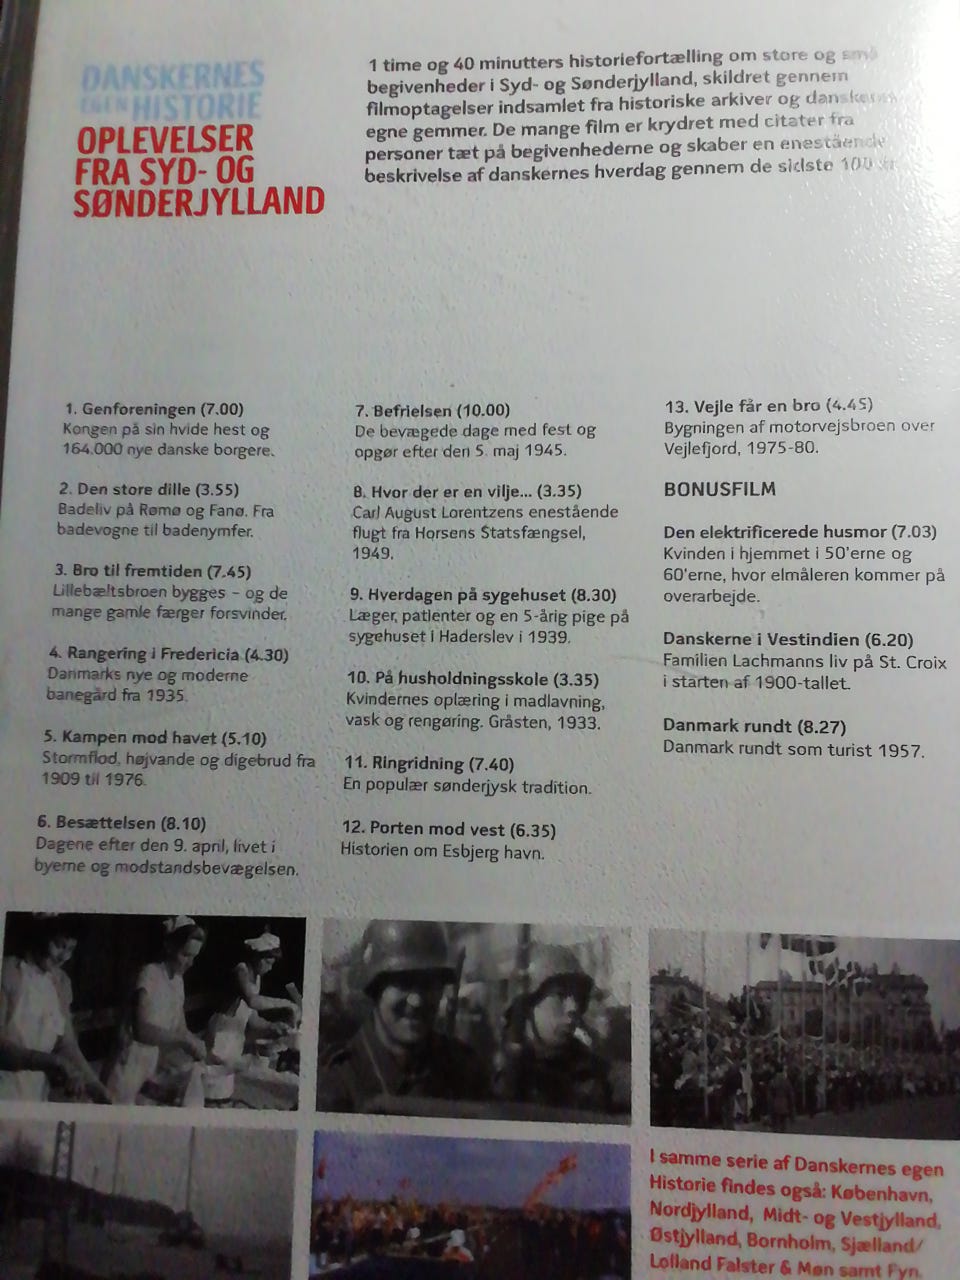 DANSKERNES
EGEN HISTORIE
OPLEVELSER
FRA SYD- OG
SØNDERJYLLAND
1 time og 40 minutters historiefortælling om store og små
begivenheder i Syd- og Sønderjylland, skildret gennem
filmoptagelser indsamlet fra historiske arkiver og danskernes
egne gemmer. De mange film er krydret med citater fra
personer tæt på begivenhederne og skaber en enestående
beskrivelse af danskernes hverdag gennem de sidste 100 år.
1. Genforeningen (7.00)
Kongen på sin hvide hest og
164.000 nye danske borgere.
2. Den store dille (3.55)
Badeliv på Rømø og Fanø. Fra
badevogne til badenymfer.
3. Bro til fremtiden (7.45)
Lillebæltsbroen bygges – og de
mange gamle færger forsvinder.
4. Rangering i Fredericia (4.30)
Danmarks nye og moderne
banegård fra 1935.
5. Kampen mod havet (5.10)
Stormflod, højvande og digebrud fra
1909 til 1976.
6. Besættelsen (8.10)
Dagene efter den 9. april, livet i
byerne og modstandsbevægelsen.
7. Befrielsen (10.00)
De bevægede dage med fest og
opgør efter den 5. maj 1945.
8. Hvor der er en vilje... (3.35)
Carl August Lorentzens enestående
flugt fra Horsens Statsfængsel,
1949.
9. Hverdagen på sygehuset (8.30)
Læger, patienter og en 5-årig pige på
sygehuset i Haderslev i 1939.
10. På husholdningsskole (3.35)
Kvindernes oplæring i madlavning,
vask og rengøring. Gråsten, 1933.
11. Ringridning (7.40)
En populær sønderjysk tradition.
12. Porten mod vest (6.35)
Historien om Esbjerg havn.
13. Vejle får en bro (4.45)
Bygningen af motorvejsbroen over
Vejlefjord, 1975-80.
BONUSFILM
Den elektrificerede husmor (7.03)
Kvinden i hjemmet i 50'erne og
60'erne, hvor elmåleren kommer på
overarbejde.
Danskerne i Vestindien (6.20)
Familien Lachmanns liv på St. Croix
i starten af 1900-tallet.
Danmark rundt (8.27)
Danmark rundt som turist 1957.
I samme serie af Danskernes egen
Historie findes også: København,
Nordjylland, Midt- og Vestjylland,
Østjylland, Bornholm, Sjælland/
Lolland Falster & Møn samt Fyn.